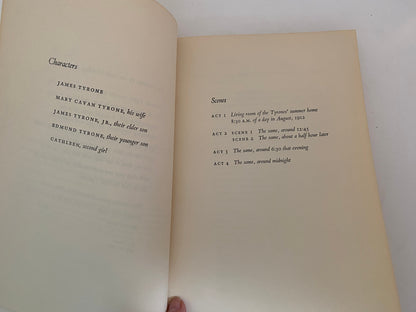 Characters
JAMES TYRONE
MARY CAVAN TYRONE, his wife
JAMES TYRONE, JR., their elder son
EDMUND TYRONE, their younger son
CATHLEEN, second girl
Scenes
ACT 1 Living room of the Tyrones' summer home
8:30 A.M. of a day in August, 1912
ACT 2 SCENE 1 The same, around 12:45
SCENE 2 The same, about a half hour later
ACT 3 The same, around 6:30 that evening
ACT 4 The same, around midnight